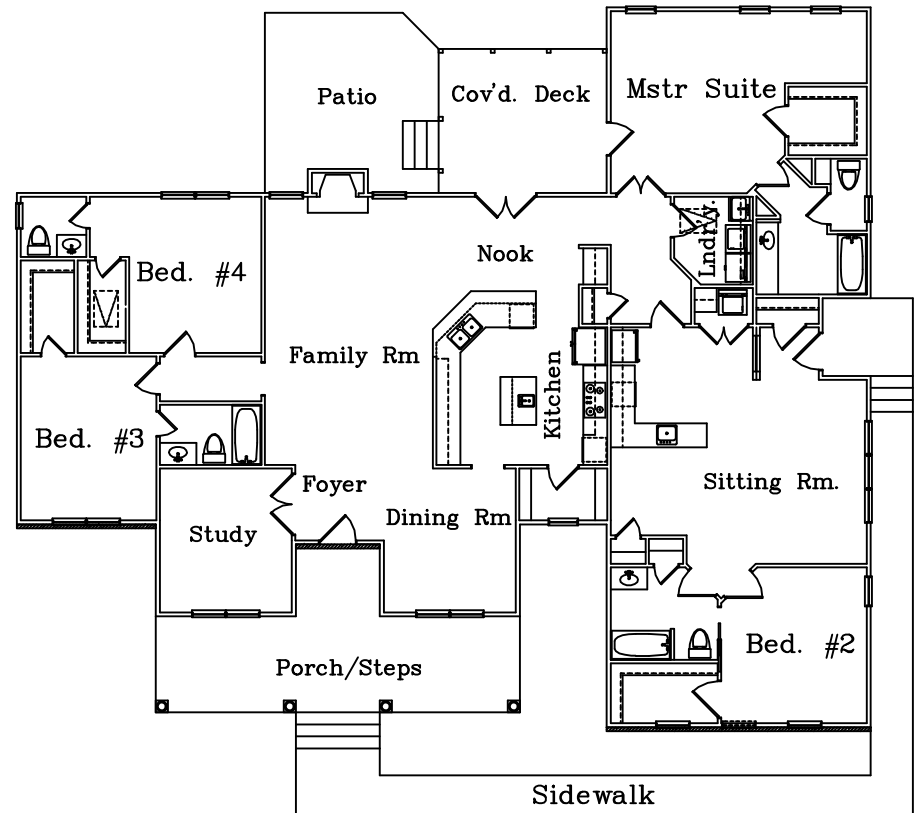 Patio
Cov'd. Deck
Mstr Suite
Lndry.
Nook
Bed. #4
Family Rm
Kitchen
Bed. #3
Foyer
Dining Rm
Study
Sitting Rm.
Bed. #2
Porch/Steps
Sidewalk